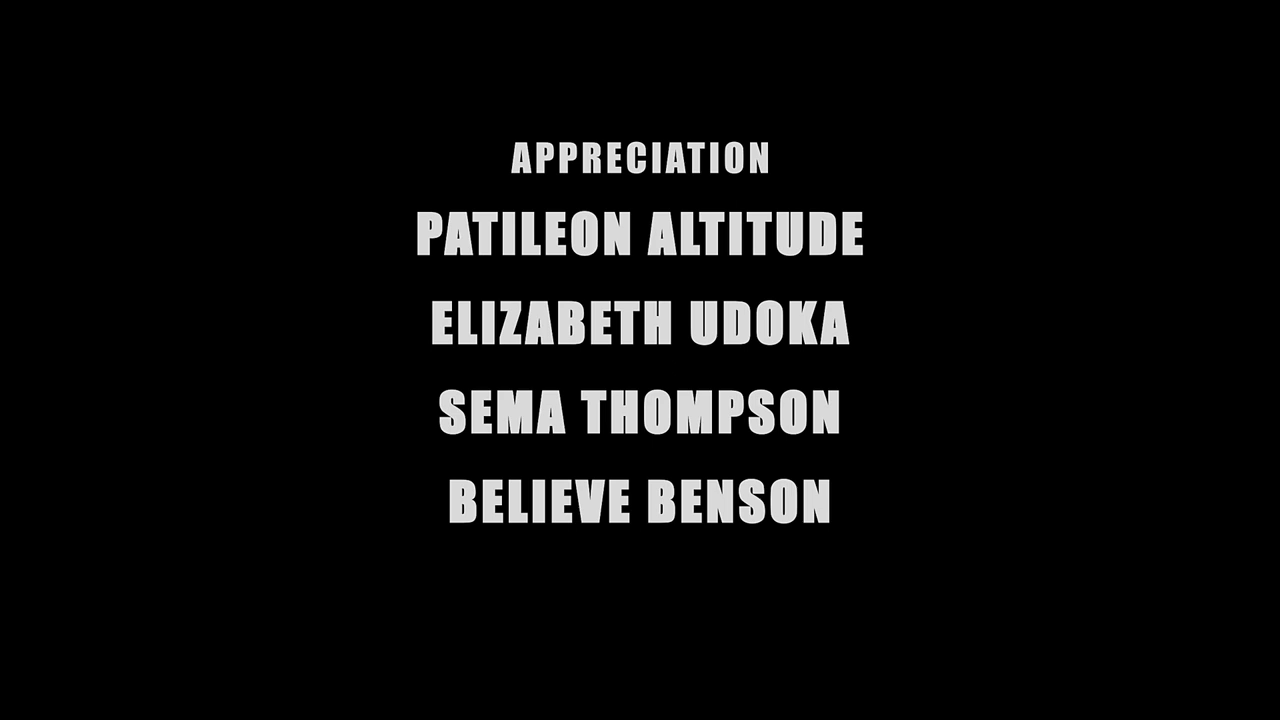 APPRECIATION
PATILEON ALTITUDE
ELIZABETH UDOKA
SEMA THOMPSON
BELIEVE BENSON